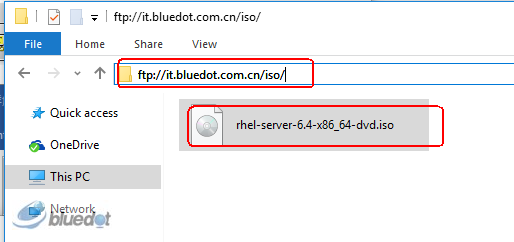 ftp://it.bluedot.com.cn/iso/
File Home Share View
ftp://it.bluedot.com.cn/iso/
Quick access
rhel-server-6.4-x86_64-dvd.iso
OneDrive
This PC
Network
bluedot